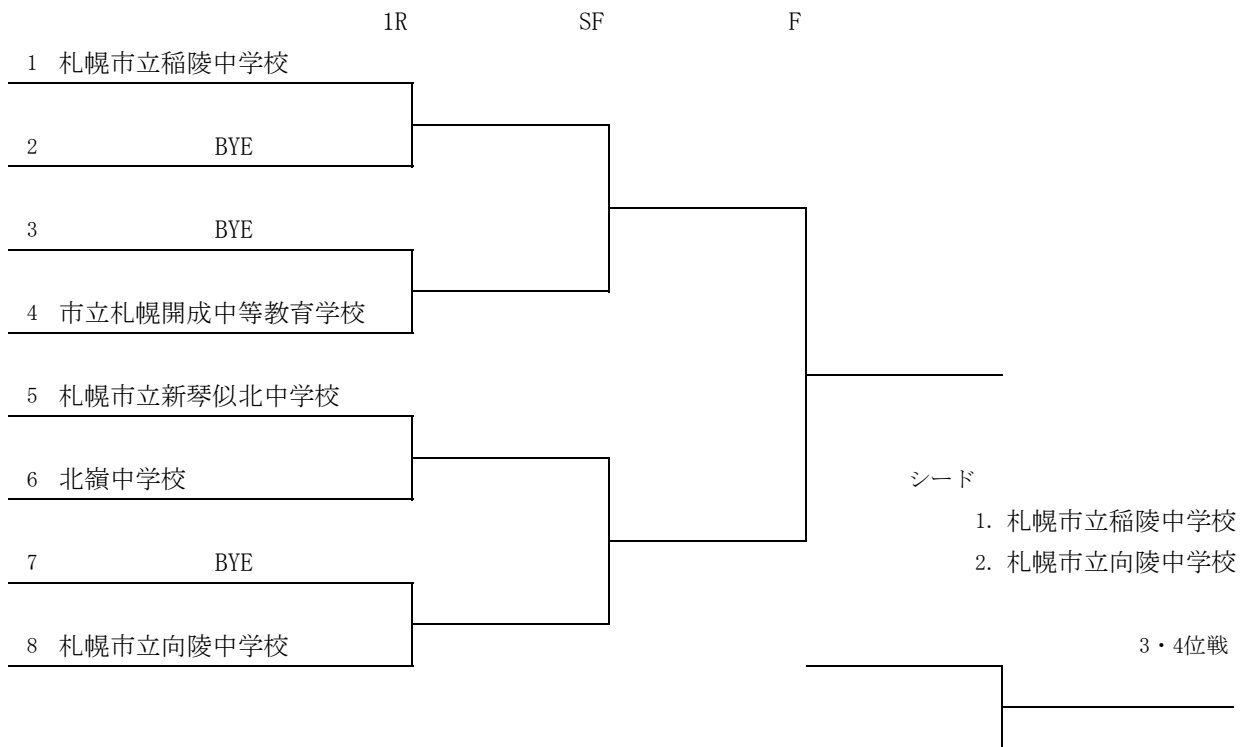 1R SF F
1 札幌市立稲陵中学校
2 BYE
3 BYE
4 市立札幌開成中等教育学校
5 札幌市立新琴似北中学校
6 北嶺中学校
シード
1. 札幌市立稲陵中学校
7 BYE
2. 札幌市立向陵中学校
8 札幌市立向陵中学校
3・4位戦